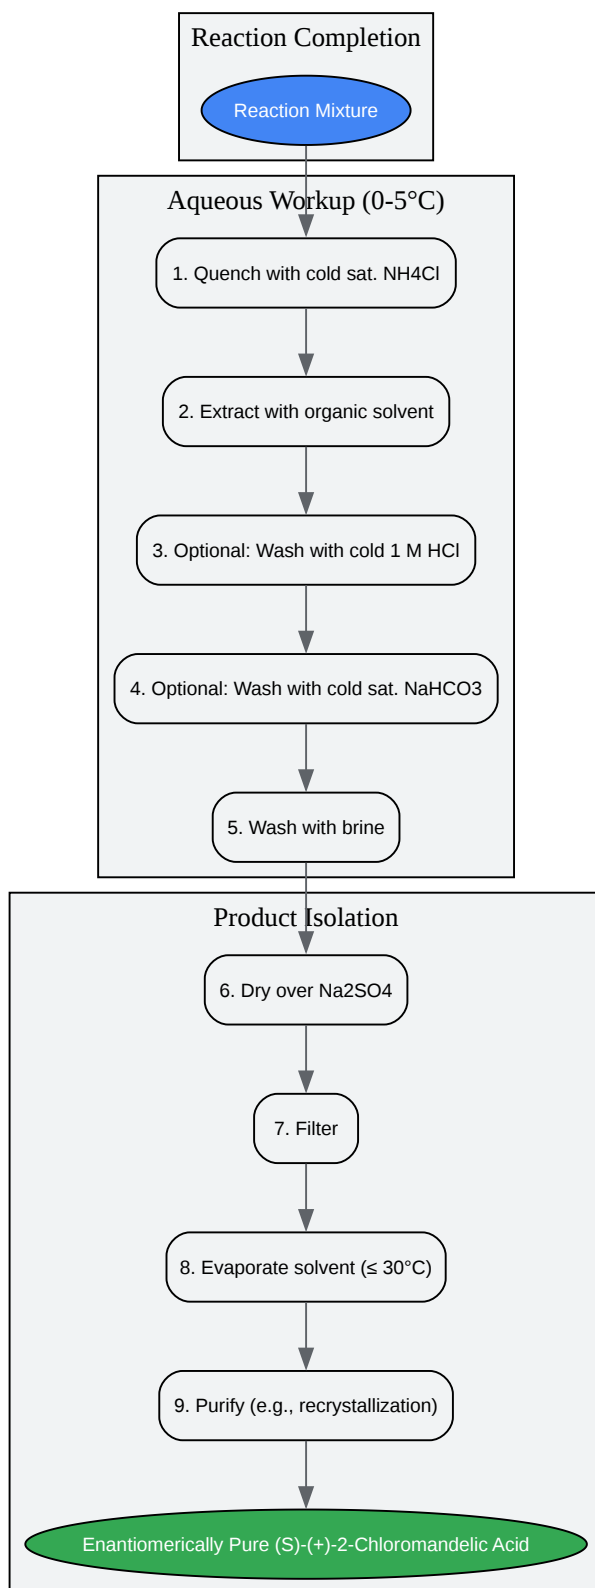 Reaction Completion
Reaction Mixture
Aqueous Workup (0-5°C)
1. Quench with cold sat. NH4Cl
2. Extract with organic solvent
3. Optional: Wash with cold 1 M HCl
4. Optional: Wash with cold sat. NaHCO3
5. Wash with brine
Product Isolation
6. Dry over Na2SO4
7. Filter
8. Evaporate solvent (≤ 30°C)
9. Purify (e.g., recrystallization)
Enantiomerically Pure (S)-(+)-2-Chloromandelic Acid